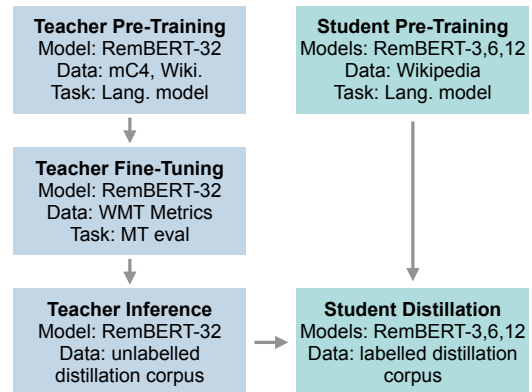 Teacher Pre-Training
Model: RemBERT-32
Data: mC4, Wiki.
Task: Lang. model
Student Pre-Training
Models: RemBERT-3,6,12
Data: Wikipedia
Task: Lang. model
Teacher Fine-Tuning
Model: RemBERT-32
Data: WMT Metrics
Task: MT eval
Teacher Inference
Model: RemBERT-32
Data: unlabelled
distillation corpus
Student Distillation
Models: RemBERT-3,6,12
Data: labelled distillation
corpus